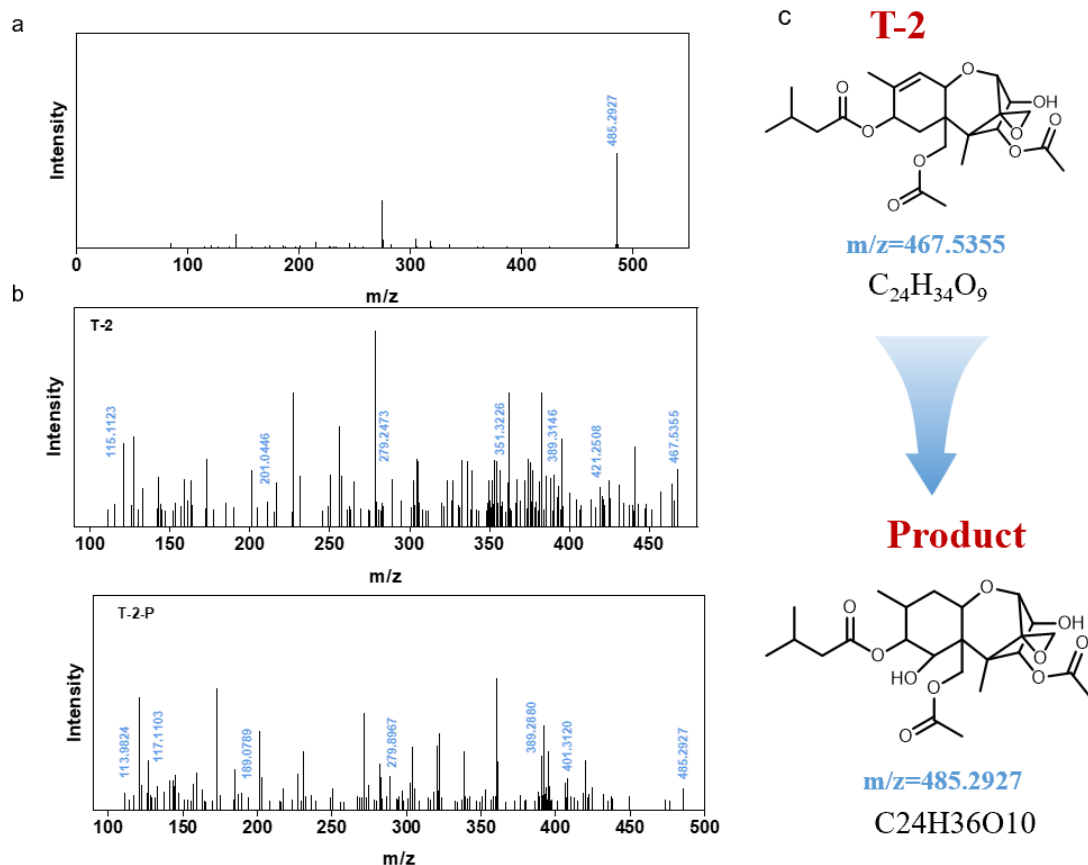 a
Intensity
485.2927
0 100 200 300 400 500
m/z
b
T-2
Intensity
115.1123
201.0446
279.2473
351.3226
389.3146
421.2508
467.5355
100 150 200 250 300 350 400 450
m/z
T-2-P
Intensity
113.9824
117.1103
189.0789
279.8967
389.2880
401.3120
485.2927
100 150 200 250 300 350 400 450 500
m/z
c
T-2
O
O
OH
O
O
O
O
O
O
m/z=467.5355
C₂₄H₃₄O₉
Product
O
O
OH
O
O
O
HO
O
O
O
m/z=485.2927
C24H36O10